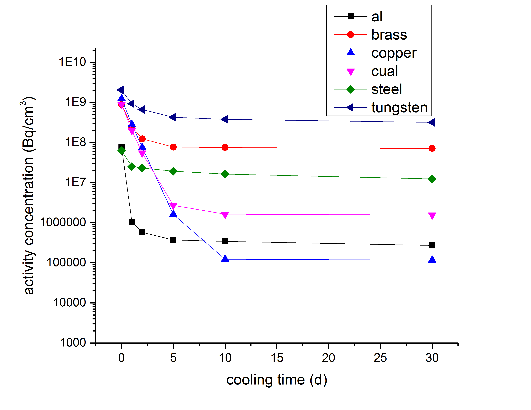 al
brass
copper
cual
steel
tungsten
1E10
1E9
1E8
1E7
1000000
100000
10000
1000
activity concentration (Bq/cm³)
0 5 10 15 20 25 30
cooling time (d)